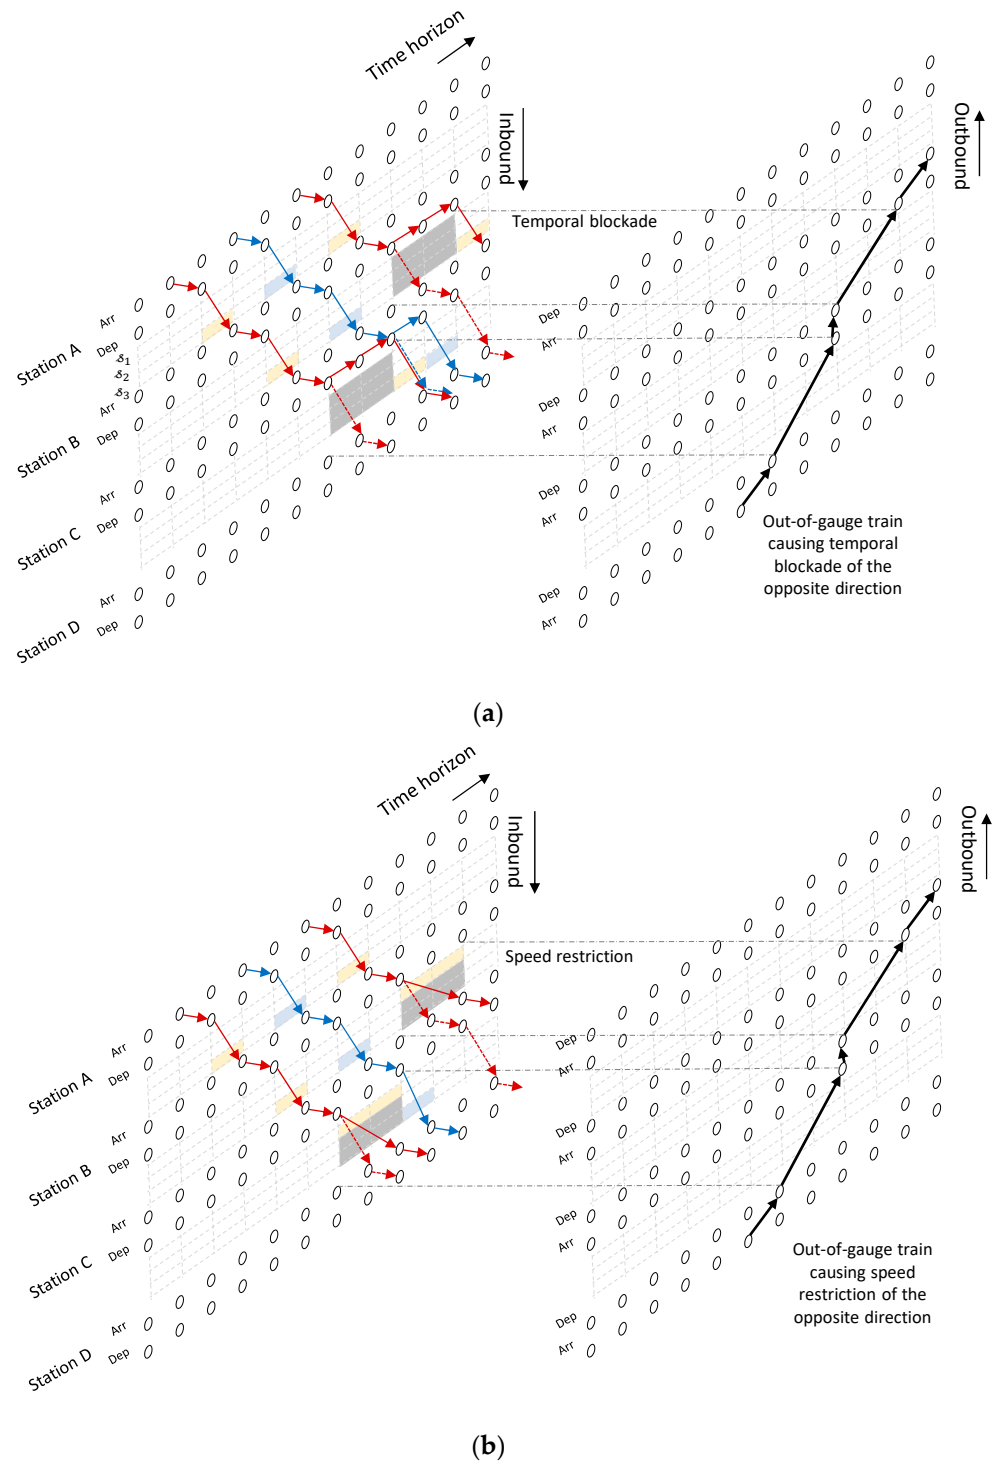 Time horizon
Inbound
Outbound
Temporal blockade
Arr
Dep
Station A
𝒮1
𝒮2
𝒮3
Arr
Dep
Station B
Arr
Dep
Station C
Arr
Dep
Station D
Dep
Arr
Dep
Arr
Dep
Arr
Dep
Arr
Out-of-gauge train
causing temporal
blockade of the
opposite direction
(a)
Time horizon
Inbound
Outbound
Speed restriction
Arr
Dep
Station A
Arr
Dep
Station B
Arr
Dep
Station C
Arr
Dep
Station D
Dep
Arr
Dep
Arr
Dep
Arr
Dep
Arr
Out-of-gauge train
causing speed
restriction of the
opposite direction
(b)